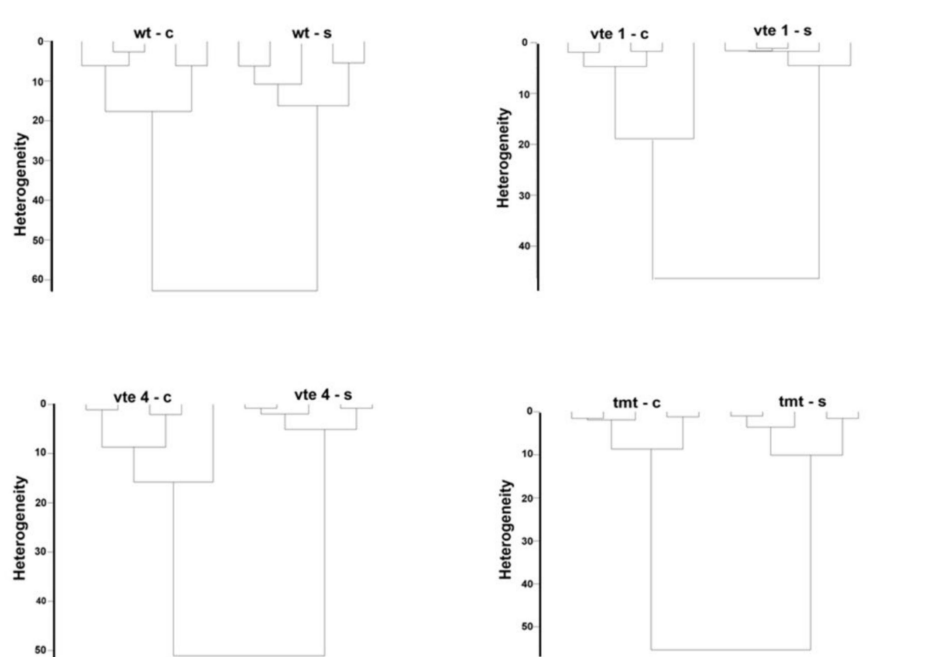 wt - c
wt - s
0
10
20
30
40
50
60
Heterogeneity
vte 1 - c
vte 1 - s
0
10
20
30
40
Heterogeneity
vte 4 - c
vte 4 - s
0
10
20
30
40
50
Heterogeneity
tmt - c
tmt - s
0
10
20
30
40
50
Heterogeneity